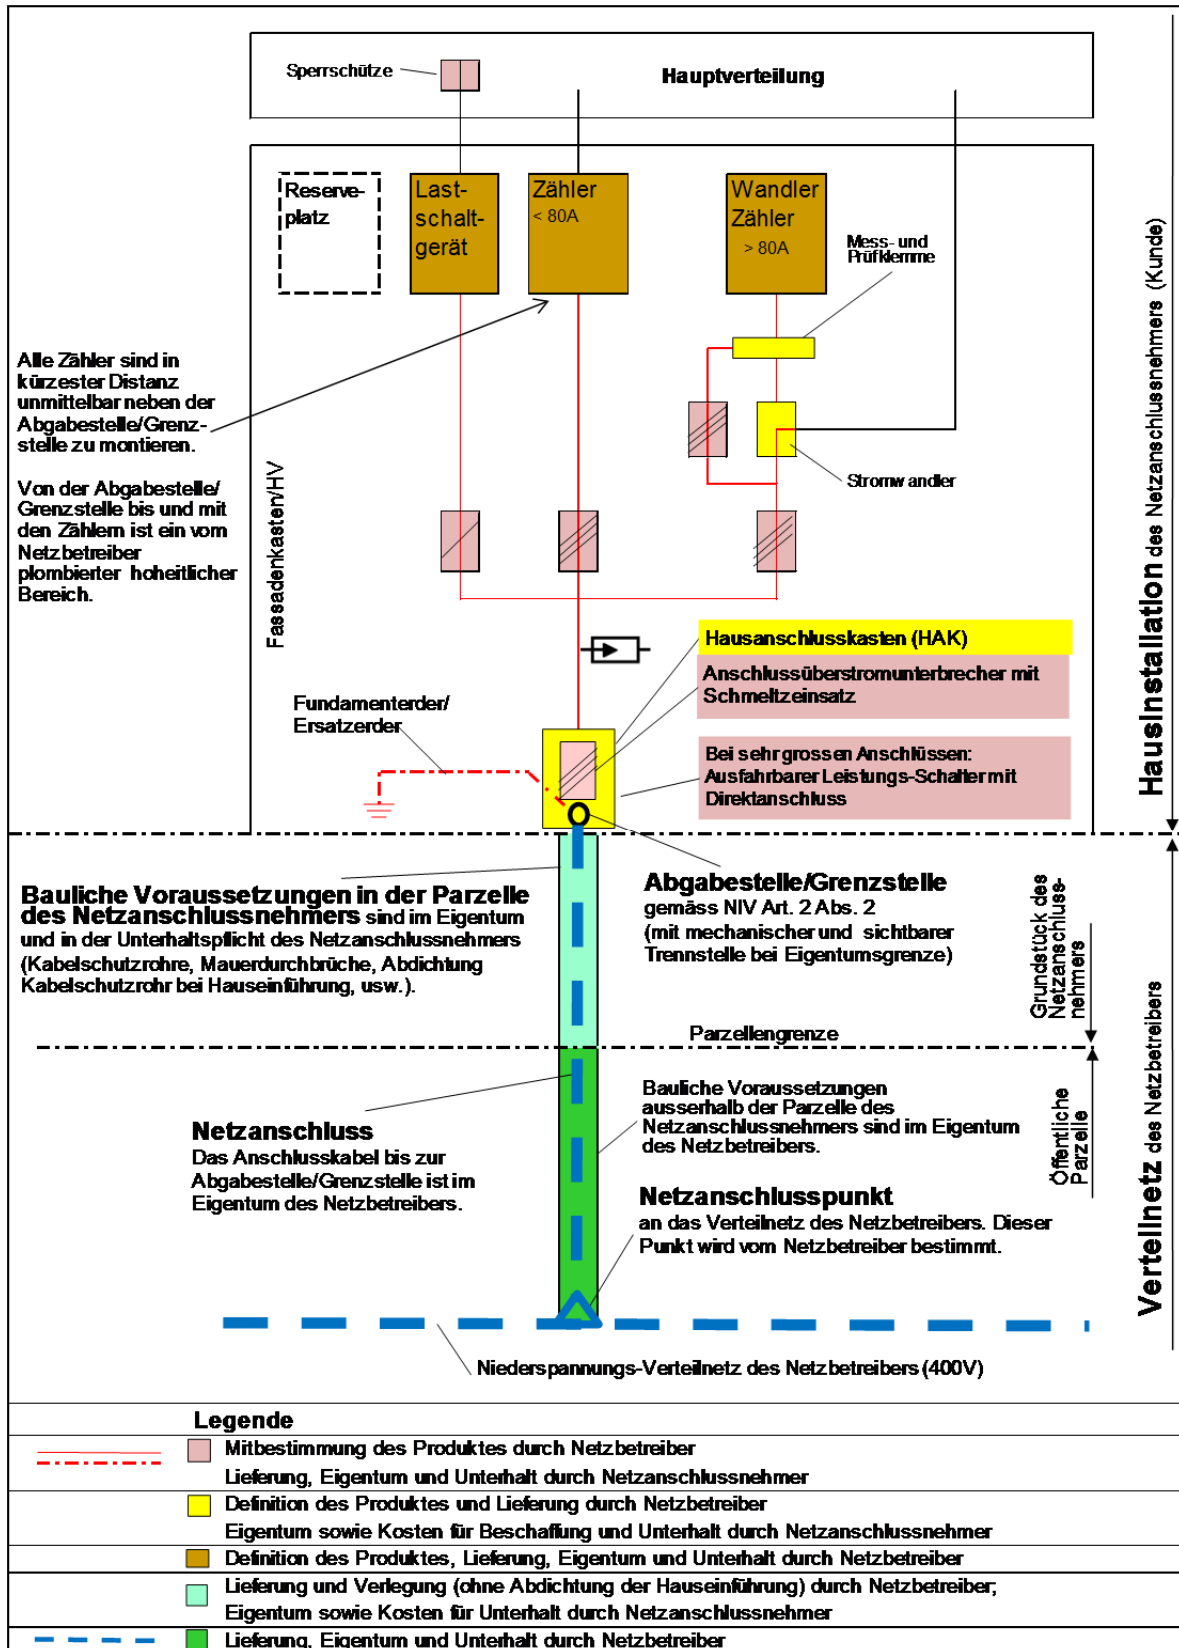 Sperrschütze
Hauptverteilung
Reserve-
platz
Last-
schalt-
gerät
Zähler
< 80A
Wandler
Zähler
> 80A
Mess- und
Prüfklemme
Alle Zähler sind in
kürzester Distanz
unmittelbar neben der
Abgabestelle/Grenz-
stelle zu montieren.
Von der Abgabestelle/
Grenzstelle bis und mit
den Zählern ist ein vom
Netzbetreiber
plombierter hoheitlicher
Bereich.
Stromwandler
Fassadenkasten/HV
Hausanschlusskasten (HAK)
Anschlussüberstromunterbrecher mit
Schmeltzeinsatz
Fundamenterder/
Ersatzerder
Bei sehr grossen Anschlüssen:
Ausfahrbarer Leistungs-Schalter mit
Direktanschluss
Hausinstallation des Netzanschlussnehmers (Kunde)
Bauliche Voraussetzungen in der Parzelle
des Netzanschlussnehmers sind im Eigentum
und in der Unterhaltspflicht des Netzanschlussnehmers
(Kabelschutzrohre, Mauerdurchbrüche, Abdichtung
Kabelschutzrohr bei Hauseinführung, usw.).
Abgabestelle/Grenzstelle
gemäss NIV Art. 2 Abs. 2
(mit mechanischer und sichtbarer
Trennstelle bei Eigentumsgrenze)
Grundstück des
Netzanschluss-
nehmers
Parzellengrenze
Netzanschluss
Das Anschlusskabel bis zur
Abgabestelle/Grenzstelle ist im
Eigentum des Netzbetreibers.
Bauliche Voraussetzungen
ausserhalb der Parzelle des
Netzanschlussnehmers sind im Eigentum
des Netzbetreibers.
Öffentliche
Parzelle
Netzanschlusspunkt
an das Verteilnetz des Netzbetreibers. Dieser
Punkt wird vom Netzbetreiber bestimmt.
Verteilnetz des Netzbetreibers
Niederspannungs-Verteilnetz des Netzbetreibers (400V)
Legende
Mitbestimmung des Produktes durch Netzbetreiber
Lieferung, Eigentum und Unterhalt durch Netzanschlussnehmer
Definition des Produktes und Lieferung durch Netzbetreiber
Eigentum sowie Kosten für Beschaffung und Unterhalt durch Netzanschlussnehmer
Definition des Produktes, Lieferung, Eigentum und Unterhalt durch Netzbetreiber
Lieferung und Verlegung (ohne Abdichtung der Hauseinführung) durch Netzbetreiber;
Eigentum sowie Kosten für Unterhalt durch Netzanschlussnehmer
Lieferung, Eigentum und Unterhalt durch Netzbetreiber